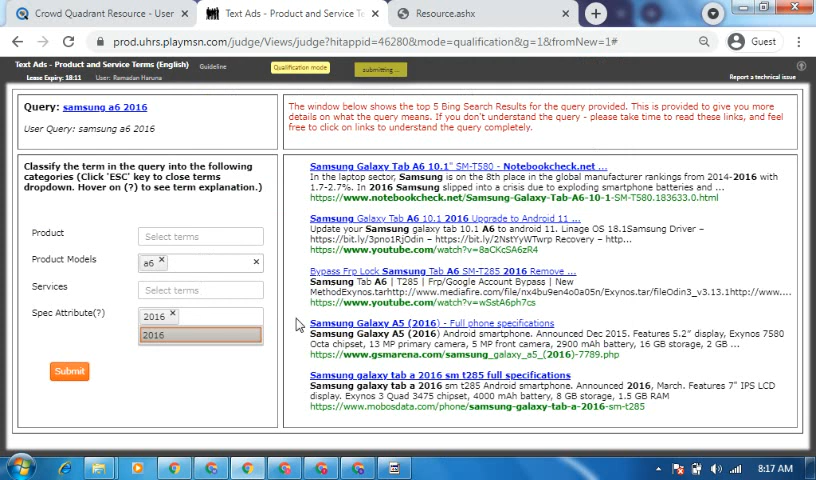 Crowd Quadrant Resource - User
Text Ads - Product and Service Te
Resource.ashx
prod.uhrs.playmsn.com/judge/Views/judge?hitappid=46280&mode=qualification&g=1&fromNew=1#
Guest
Text Ads - Product and Service Terms (English)
Guideline
Qualification mode
submitting ...
Lease Expiry: 18:11 User: Ramadan Haruna
Report a technical issue
Query: samsung a6 2016
User Query: samsung a6 2016
The window below shows the top 5 Bing Search Results for the query provided. This is provided to give you more
details on what the query means. If you don't understand the query - please take time to read these links, and feel
free to click on links to understand the query completely.
Classify the term in the query into the following
categories (Click 'ESC' key to close terms
dropdown. Hover on (?) to see term explanation.)
Product
Select terms
Product Models
a6 ×
×
Services
Select terms
Spec Attribute(?)
2016 ×
2016
Submit
Samsung Galaxy Tab A6 10.1" SM-T580 - Notebookcheck.net ...
In the laptop sector, Samsung is on the 8th place in the global manufacturer rankings from 2014-2016 with
1.7-2.7%. In 2016 Samsung slipped into a crisis due to exploding smartphone batteries and ...
https://www.notebookcheck.net/Samsung-Galaxy-Tab-A6-10-1-SM-T580.183633.0.html
Samsung Galaxy Tab A6 10.1 2016 Upgrade to Android 11 ...
Update your Samsung galaxy tab 10.1 A6 to android 11. Linage OS 18.1Samsung Driver –
https://bit.ly/3pno1RjOdin – https://bit.ly/2NstYyWTwrp Recovery – http...
https://www.youtube.com/watch?v=8aCKcSA6zR4
Bypass Frp Lock Samsung Tab A6 SM-T285 2016 Remove ...
Samsung Tab A6 | T285 | Frp/Google Account Bypass | New
MethodExynos.tarhttp://www.mediafire.com/file/nx4bu9en4o0a05n/Exynos.tar/fileOdin3_v3.13.1http://www....
https://www.youtube.com/watch?v=wSstA6ph7cs
Samsung Galaxy A5 (2016) - Full phone specifications
Samsung Galaxy A5 (2016) Android smartphone. Announced Dec 2015. Features 5.2″ display, Exynos 7580
Octa chipset, 13 MP primary camera, 5 MP front camera, 2900 mAh battery, 16 GB storage, 2 GB ...
https://www.gsmarena.com/samsung_galaxy_a5_(2016)-7789.php
Samsung galaxy tab a 2016 sm t285 full specifications
Samsung galaxy tab a 2016 sm t285 Android smartphone. Announced 2016, March. Features 7″ IPS LCD
display. Exynos 3 Quad 3475 chipset, 4000 mAh battery, 8 GB storage, 1.5 GB RAM
https://www.mobosdata.com/phone/samsung-galaxy-tab-a-2016-sm-t285
8:17 AM